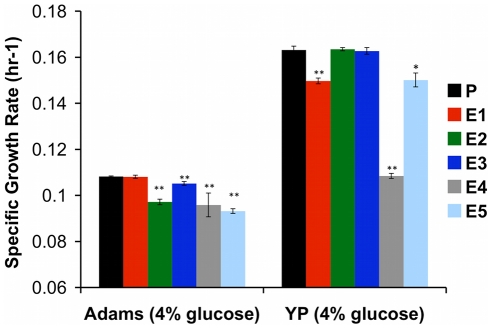 Specific Growth Rate (hr-1)
0.18
0.16
0.14
0.12
0.1
0.08
0.06
**
**
**
**
**
**
*
Adams (4% glucose)
YP (4% glucose)
P
E1
E2
E3
E4
E5